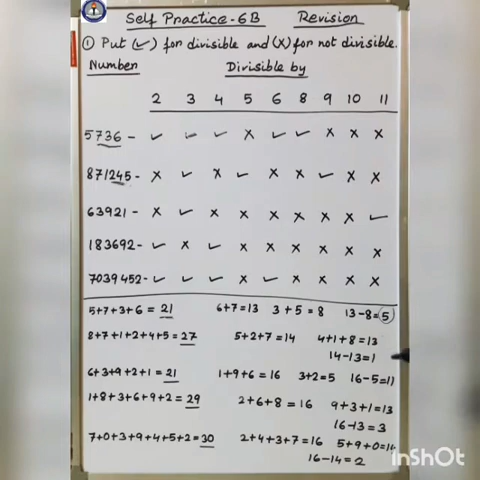 Self Practice-6B Revision
① Put (✓) for divisible and (X) for not divisible.
Number Divisible by
2 3 4 5 6 8 9 10 11
5736 - ✓ ✓ ✓ X ✓ ✓ X X X
871245 - X ✓ X ✓ X X ✓ X X
63921 - X ✓ X X X X X X ✓
183692 - ✓ X ✓ X X X X X X
7039452 - ✓ ✓ ✓ X ✓ X X X X
5+7+3+6 = 21 6+7=13 3+5=8 13-8=5
8+7+1+2+4+5=27 5+2+7=14 4+1+8=13
14-13=1
6+3+9+2+1=21 1+9+6=16 3+2=5 16-5=11
1+8+3+6+9+2=29 2+6+8=16 9+3+1=13
16-13=3
7+0+3+9+4+5+2=30 2+4+3+7=16 5+9+0=14
16-14=2
InShOt